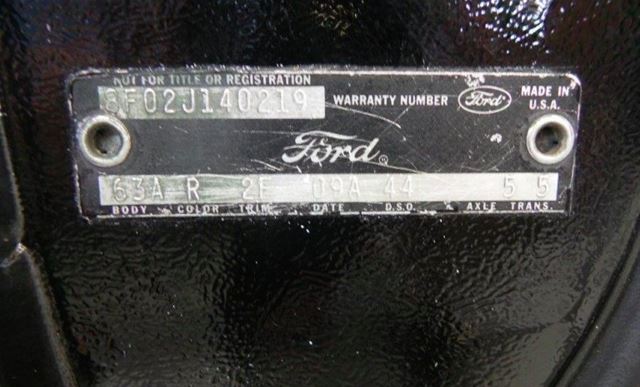 NOT FOR TITLE OR REGISTRATION
8F02J140219 WARRANTY NUMBER Ford MADE IN U.S.A.
Ford
63A R 2E 09A 44 5 5
BODY COLOR TRIM DATE D.S.O. AXLE TRANS.